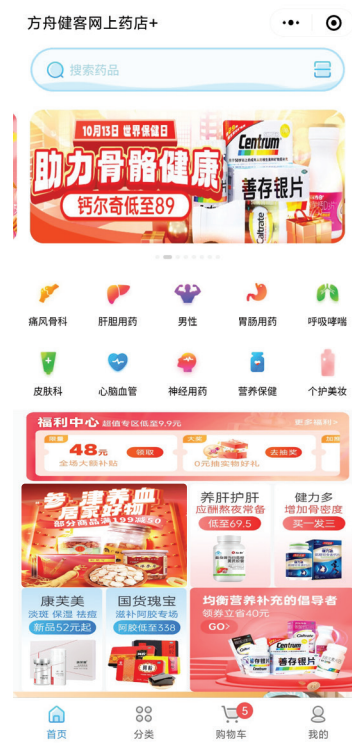 方舟健客网上药店+
搜索药品
10月13日 世界保健日
助力骨骼健康
钙尔奇低至89
Centrum
善存银片
Caltrate
痛风骨科
肝胆用药
男性
胃肠用药
呼吸哮喘
皮肤科
心脑血管
神经用药
营养保健
个护美妆
福利中心 超值专区低至9.9元
更多福利>
限量
48元
全场大额补贴
领取
大奖
0元抽实物好礼
去抽奖
加赠
参 津养血
居家好物
部分商品满199减50
养肝护肝
应酬熬夜常备
低至69.5
健力多
增加骨密度
买一发三
康芙美
淡斑 保湿 祛痘
新品52元起
国货瑰宝
滋补阿胶专场
阿胶低至338
均衡营养补充的倡导者
领券立省40元
GO>
Centrum
善存银片
首页
分类
5
购物车
我的